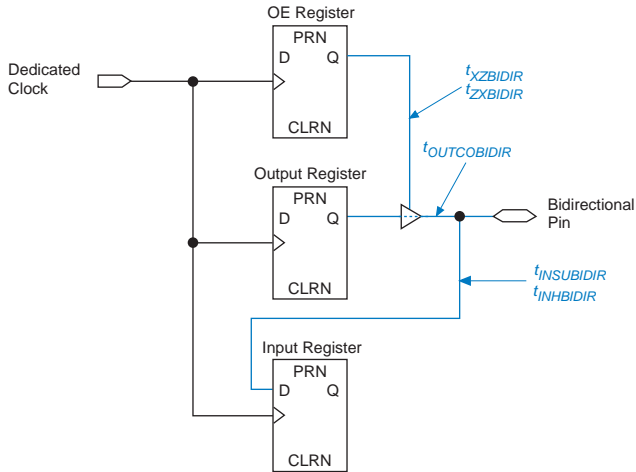 OE Register
PRN
D Q
CLRN
Dedicated
Clock
tXZBIDIR
tZXBIDIR
tOUTCOBIDIR
Output Register
PRN
D Q
CLRN
Bidirectional
Pin
tINSUBIDIR
tINHBIDIR
Input Register
PRN
D Q
CLRN